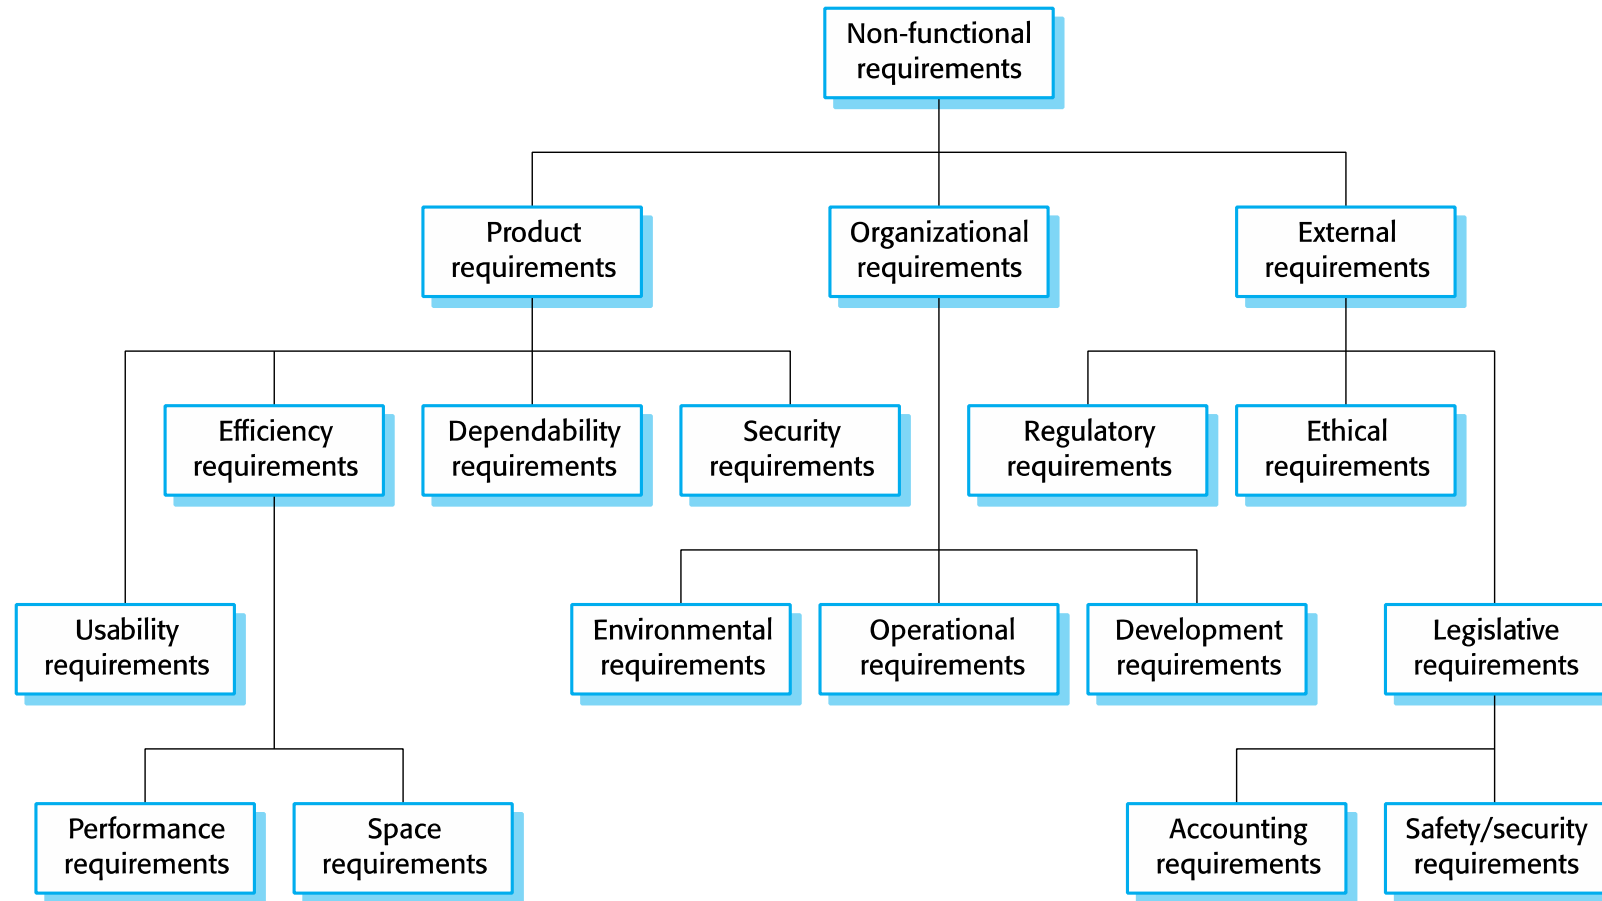 Non-functional
requirements
Product
requirements
Organizational
requirements
External
requirements
Efficiency
requirements
Dependability
requirements
Security
requirements
Regulatory
requirements
Ethical
requirements
Usability
requirements
Environmental
requirements
Operational
requirements
Development
requirements
Legislative
requirements
Performance
requirements
Space
requirements
Accounting
requirements
Safety/security
requirements